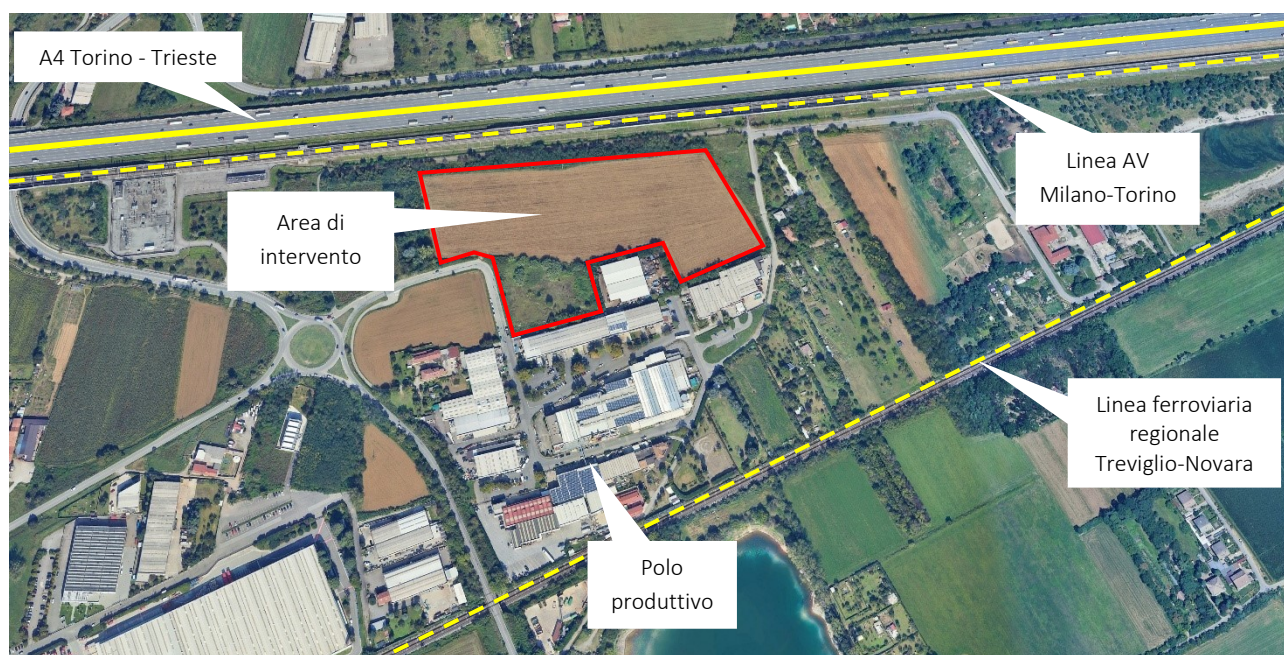 A4 Torino - Trieste
Linea AV
Milano-Torino
Area di
intervento
Linea ferroviaria
regionale
Treviglio-Novara
Polo
produttivo